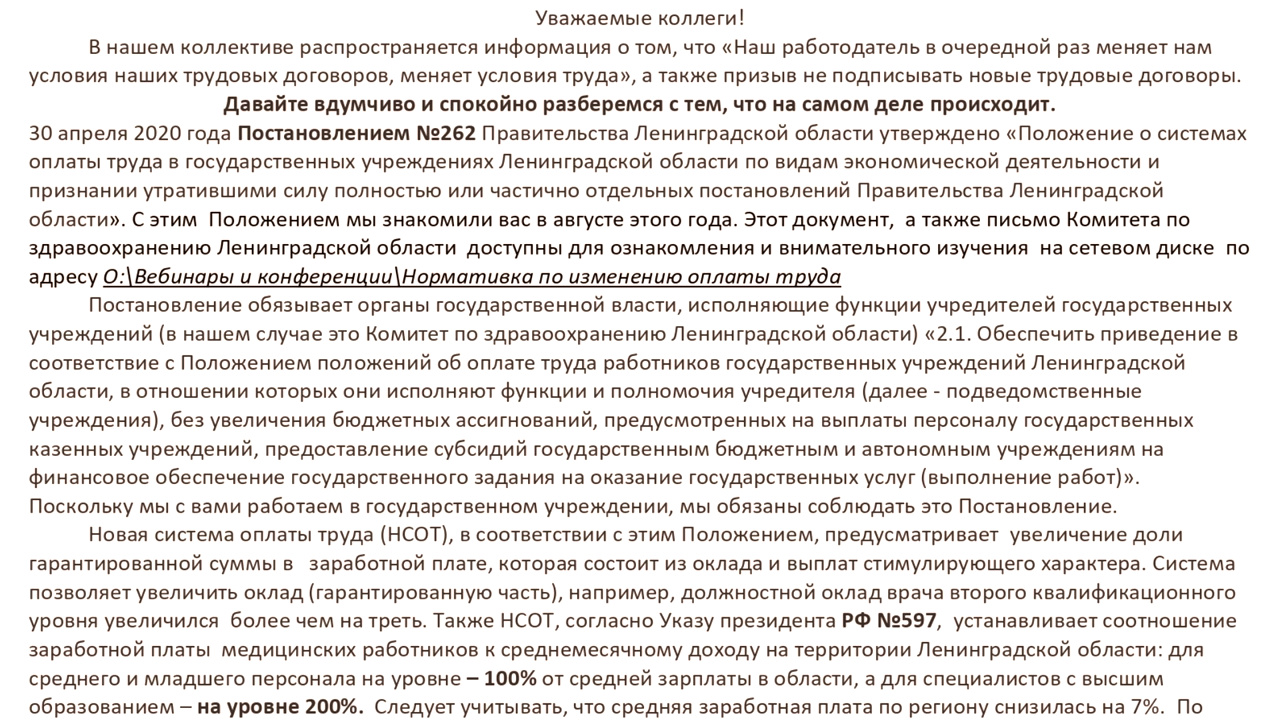 Уважаемые коллеги!
В нашем коллективе распространяется информация о том, что «Наш работодатель в очередной раз меняет нам
условия наших трудовых договоров, меняет условия труда», а также призыв не подписывать новые трудовые договоры.
Давайте вдумчиво и спокойно разберемся с тем, что на самом деле происходит.
30 апреля 2020 года Постановлением №262 Правительства Ленинградской области утверждено «Положение о системах
оплаты труда в государственных учреждениях Ленинградской области по видам экономической деятельности и
признании утратившими силу полностью или частично отдельных постановлений Правительства Ленинградской
области». С этим  Положением мы знакомили вас в августе этого года. Этот документ,  а также письмо Комитета по
здравоохранению Ленинградской области  доступны для ознакомления и внимательного изучения  на сетевом диске  по
адресу О:\Вебинары и конференции\Нормативка по изменению оплаты труда
Постановление обязывает органы государственной власти, исполняющие функции учредителей государственных
учреждений (в нашем случае это Комитет по здравоохранению Ленинградской области) «2.1. Обеспечить приведение в
соответствие с Положением положений об оплате труда работников государственных учреждений Ленинградской
области, в отношении которых они исполняют функции и полномочия учредителя (далее - подведомственные
учреждения), без увеличения бюджетных ассигнований, предусмотренных на выплаты персоналу государственных
казенных учреждений, предоставление субсидий государственным бюджетным и автономным учреждениям на
финансовое обеспечение государственного задания на оказание государственных услуг (выполнение работ)».
Поскольку мы с вами работаем в государственном учреждении, мы обязаны соблюдать это Постановление.
Новая система оплаты труда (НСОТ), в соответствии с этим Положением, предусматривает  увеличение доли
гарантированной суммы в   заработной плате, которая состоит из оклада и выплат стимулирующего характера. Система
позволяет увеличить оклад (гарантированную часть), например, должностной оклад врача второго квалификационного
уровня увеличился  более чем на треть. Также НСОТ, согласно Указу президента РФ №597,  устанавливает соотношение
заработной платы  медицинских работников к среднемесячному доходу на территории Ленинградской области: для
среднего и младшего персонала на уровне – 100% от средней зарплаты в области, а для специалистов с высшим
образованием – на уровне 200%.  Следует учитывать, что средняя заработная плата по региону снизилась на 7%.  По